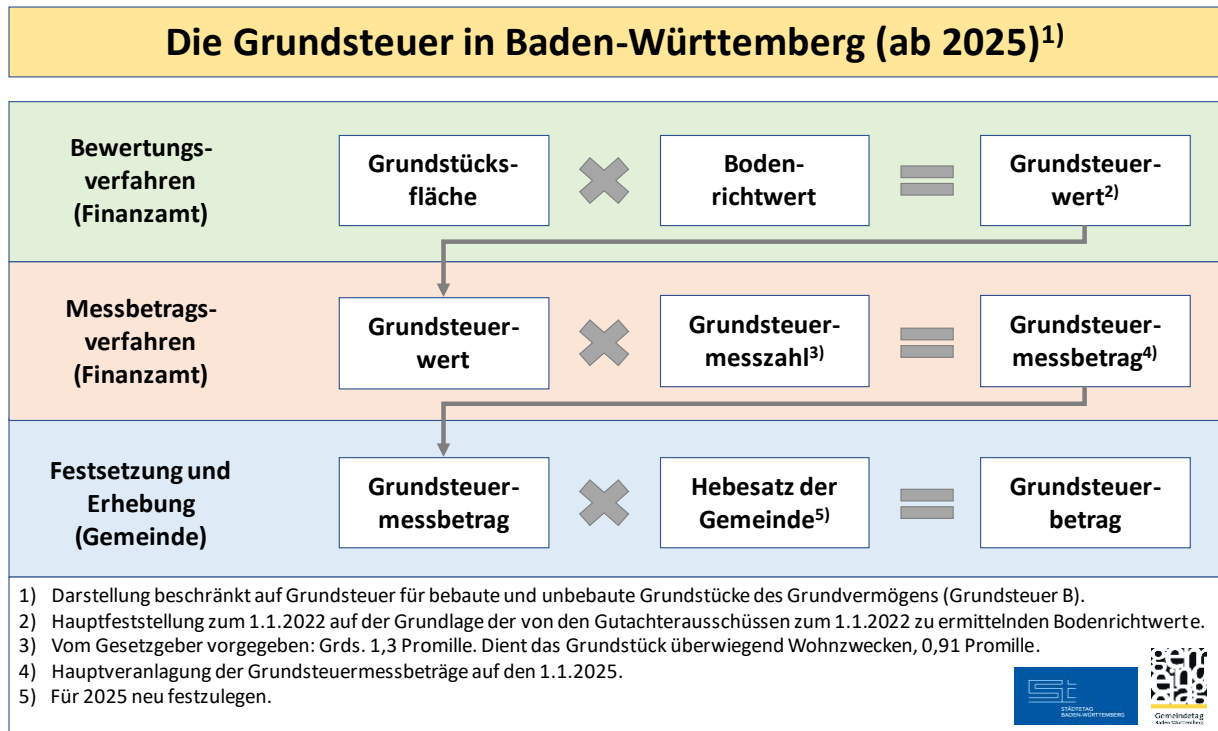 Die Grundsteuer in Baden-Württemberg (ab 2025)1)
Bewertungs-
verfahren
(Finanzamt)
Grundstücks-
fläche
Boden-
richtwert
Grundsteuer-
wert2)
Messbetrags-
verfahren
(Finanzamt)
Grundsteuer-
wert
Grundsteuer-
messzahl3)
Grundsteuer-
messbetrag4)
Festsetzung und
Erhebung
(Gemeinde)
Grundsteuer-
messbetrag
Hebesatz der
Gemeinde5)
Grundsteuer-
betrag
1) Darstellung beschränkt auf Grundsteuer für bebaute und unbebaute Grundstücke des Grundvermögens (Grundsteuer B).
2) Hauptfeststellung zum 1.1.2022 auf der Grundlage der von den Gutachterausschüssen zum 1.1.2022 zu ermittelnden Bodenrichtwerte.
3) Vom Gesetzgeber vorgegeben: Grds. 1,3 Promille. Dient das Grundstück überwiegend Wohnzwecken, 0,91 Promille.
4) Hauptveranlagung der Grundsteuermessbeträge auf den 1.1.2025.
5) Für 2025 neu festzulegen.
STÄDTETAG
BADEN-WÜRTTEMBERG
Gemeindetag
Baden-Württemberg